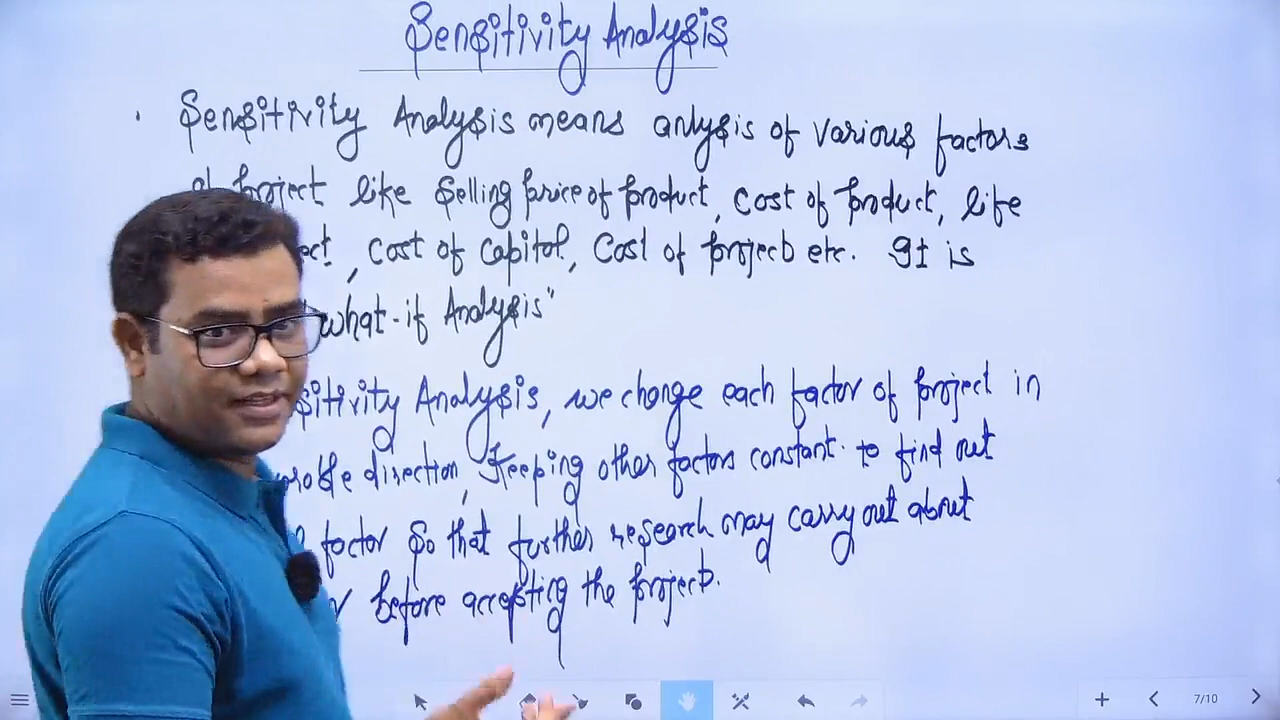 Sensitivity Analysis
Sensitivity Analysis means anlysis of various factors
of project like selling price of product, cost of product, life
ect, cost of capital, cost of project etc. It is
what-if Analysis"
sitivity Analysis, we change each factor of project in
direction, keeping other factors constant. to find out
factor so that further research may carry out about
before accepting the project.
7/10